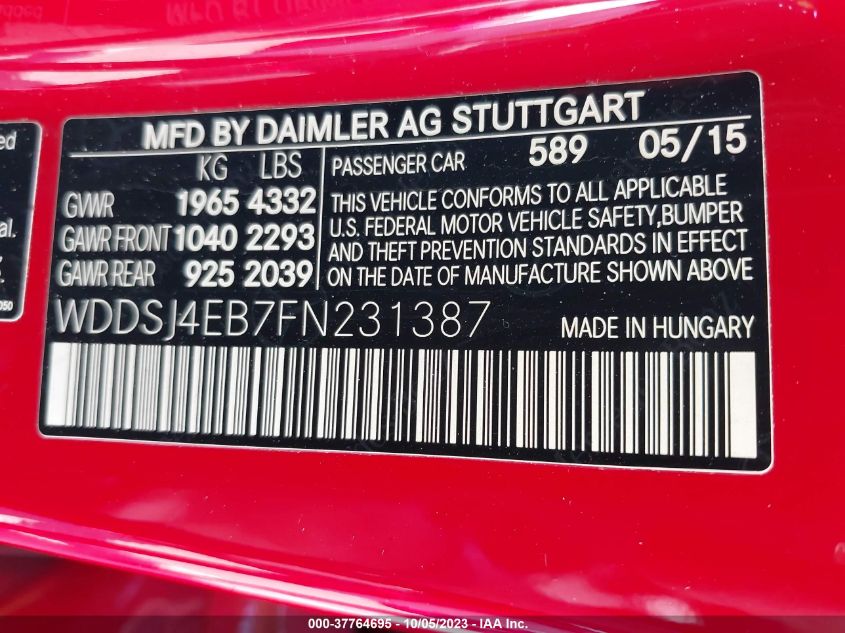 MFD BY DAIMLER AG STUTTGART
KG LBS
GVWR 1965 4332
GAWR FRONT 1040 2293
GAWR REAR 925 2039
PASSENGER CAR 589 05/15
THIS VEHICLE CONFORMS TO ALL APPLICABLE
U.S. FEDERAL MOTOR VEHICLE SAFETY, BUMPER
AND THEFT PREVENTION STANDARDS IN EFFECT
ON THE DATE OF MANUFACTURE SHOWN ABOVE
WDDSJ4EB7FN231387 MADE IN HUNGARY
000-37764695 - 10/05/2023 - IAA Inc.